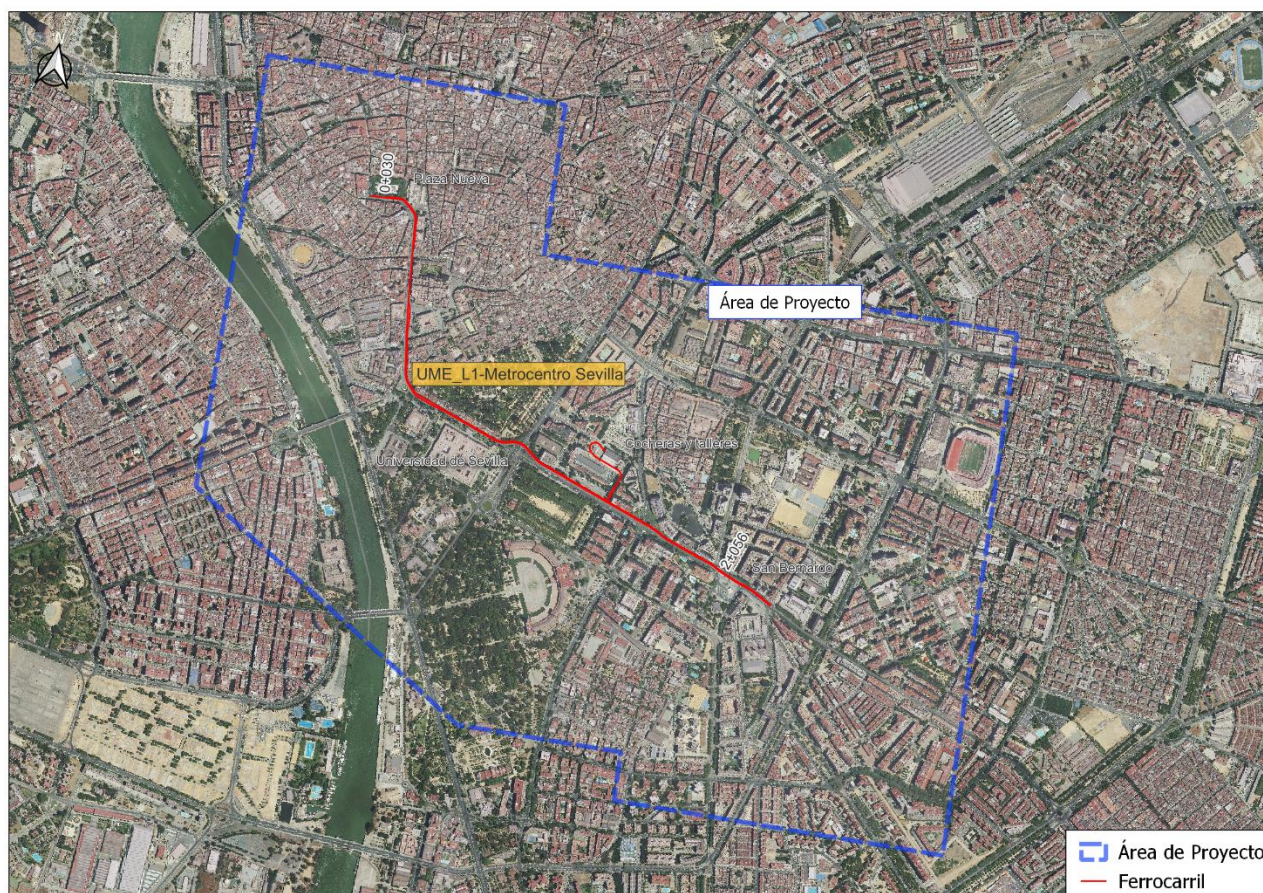 0+030
Plaza Nueva
Área de Proyecto
UME_L1-Metrocentro Sevilla
Cocheras y talleres
Universidad de Sevilla
2+056
San Bernardo
Área de Proyecto
Ferrocarril